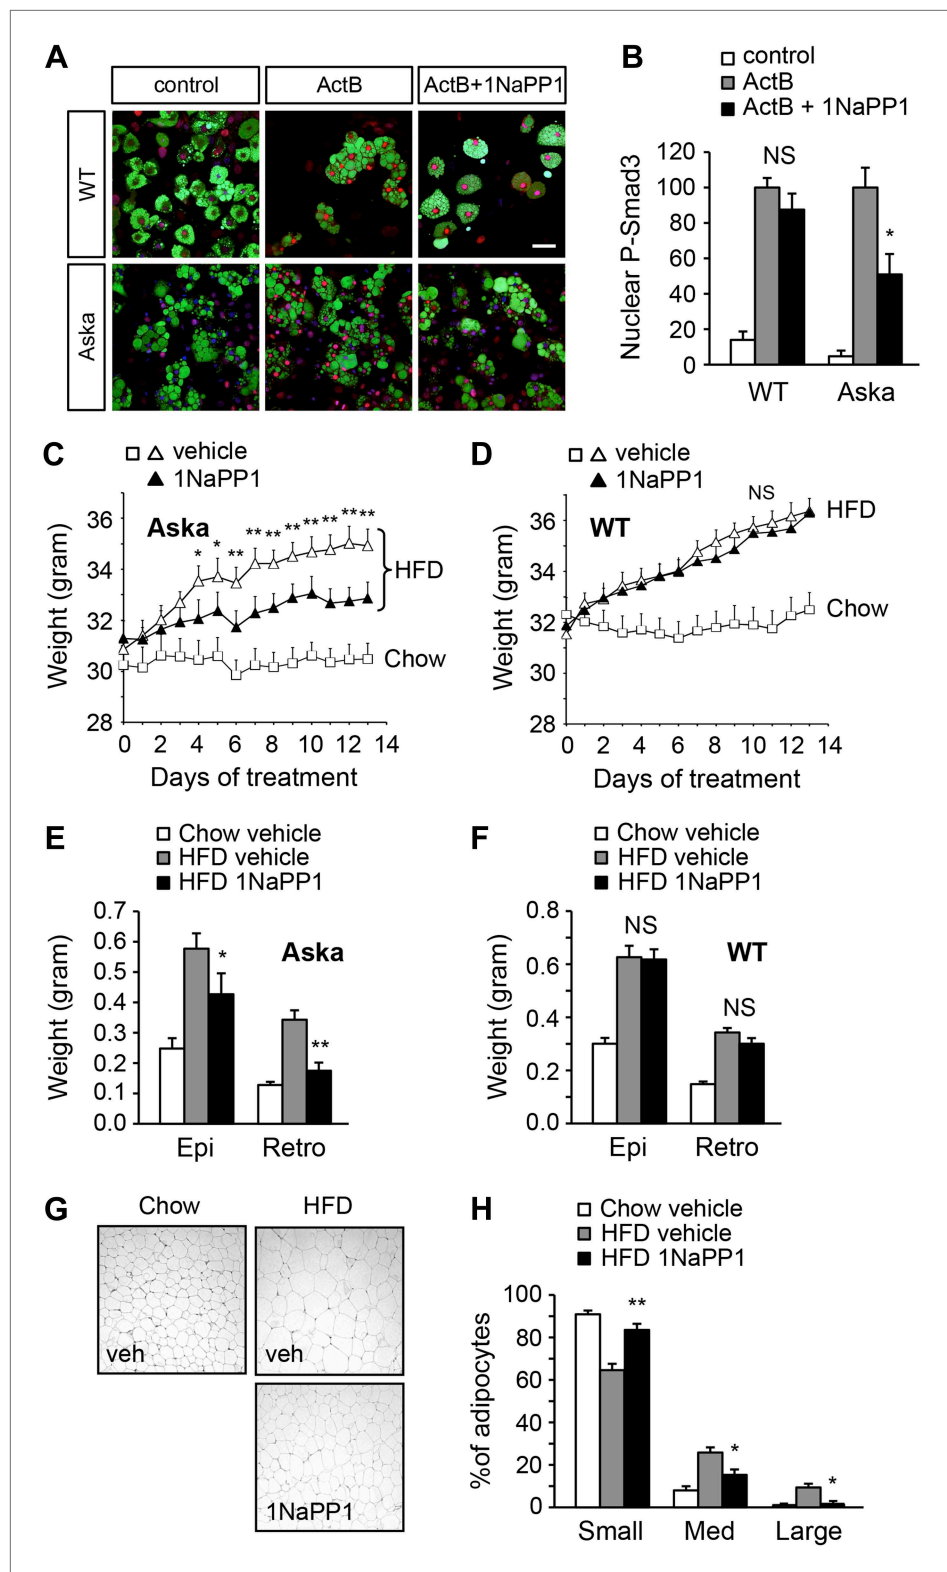 A
control
ActB
ActB+1NaPP1
WT
Aska
B
control
ActB
ActB + 1NaPP1
Nuclear P-Smad3
120
100
80
60
40
20
0
NS
*
WT
Aska
C
vehicle
1NaPP1
Aska
Weight (gram)
36
34
32
30
28
* * ** ** ** ** ** ** ** **
HFD
Chow
0 2 4 6 8 10 12 14
Days of treatment
D
vehicle
1NaPP1
WT
Weight (gram)
36
34
32
30
28
NS
HFD
Chow
0 2 4 6 8 10 12 14
Days of treatment
E
Chow vehicle
HFD vehicle
HFD 1NaPP1
Weight (gram)
0.7
0.6
0.5
0.4
0.3
0.2
0.1
0.0
*
**
Aska
Epi
Retro
F
Chow vehicle
HFD vehicle
HFD 1NaPP1
Weight (gram)
0.8
0.6
0.4
0.2
0.0
NS
NS
WT
Epi
Retro
G
Chow
HFD
veh
veh
1NaPP1
H
Chow vehicle
HFD vehicle
HFD 1NaPP1
%of adipocytes
100
80
60
40
20
0
**
*
*
Small
Med
Large